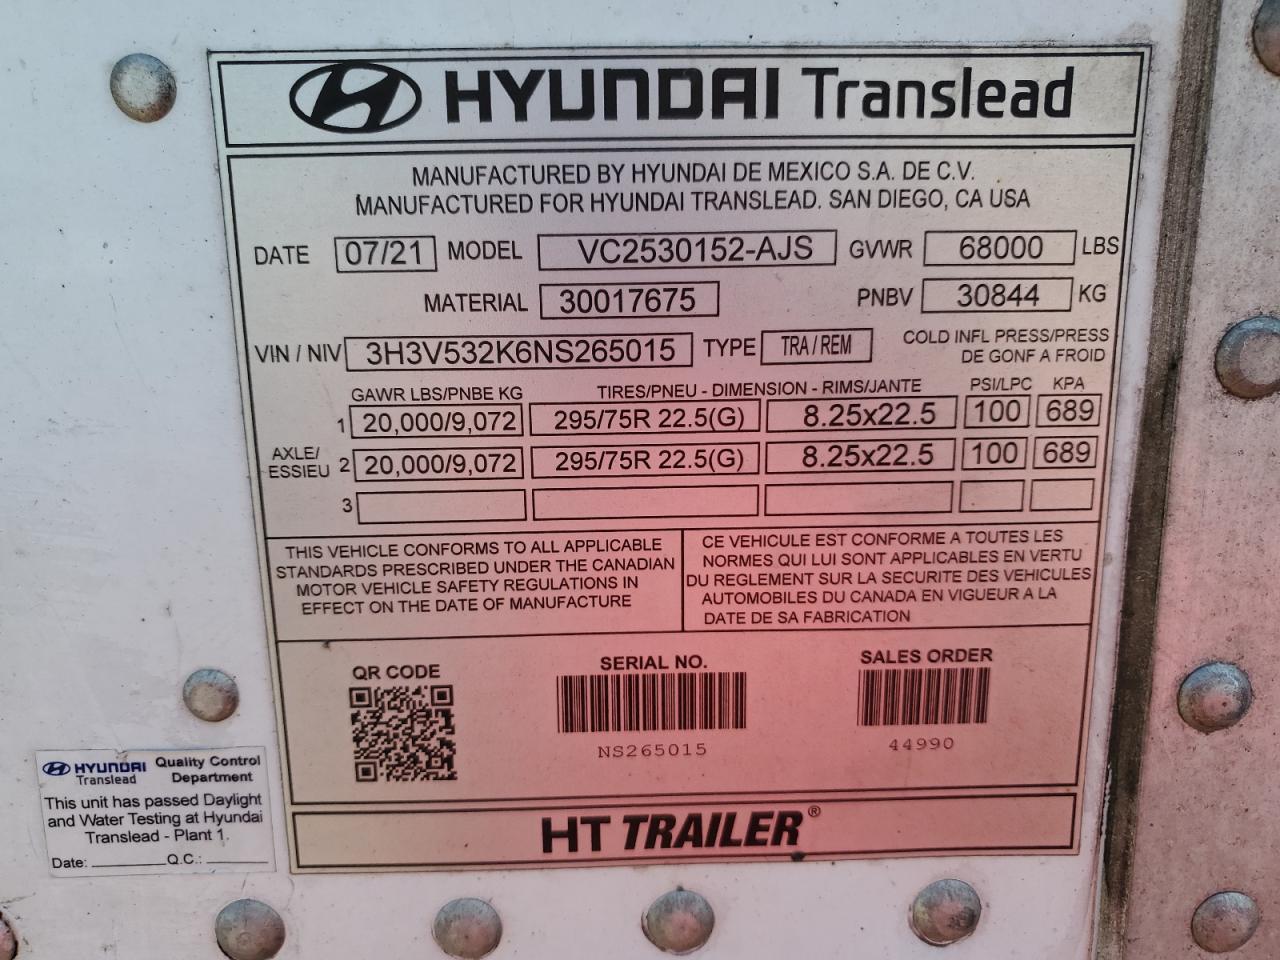 HYUNDAI Translead
MANUFACTURED BY HYUNDAI DE MEXICO S.A. DE C.V.
MANUFACTURED FOR HYUNDAI TRANSLEAD. SAN DIEGO, CA USA
DATE 07/21 MODEL VC2530152-AJS GVWR 68000 LBS
MATERIAL 30017675 PNBV 30844 KG
VIN / NIV 3H3V532K6NS265015 TYPE TRA / REM COLD INFL PRESS/PRESS
DE GONF A FROID
GAWR LBS/PNBE KG TIRES/PNEU - DIMENSION - RIMS/JANTE PSI/LPC KPA
1 20,000/9,072 295/75R 22.5(G) 8.25x22.5 100 689
AXLE/
ESSIEU 2 20,000/9,072 295/75R 22.5(G) 8.25x22.5 100 689
3
THIS VEHICLE CONFORMS TO ALL APPLICABLE
STANDARDS PRESCRIBED UNDER THE CANADIAN
MOTOR VEHICLE SAFETY REGULATIONS IN
EFFECT ON THE DATE OF MANUFACTURE
CE VEHICULE EST CONFORME A TOUTES LES
NORMES QUI LUI SONT APPLICABLES EN VERTU
DU REGLEMENT SUR LA SECURITE DES VEHICULES
AUTOMOBILES DU CANADA EN VIGUEUR A LA
DATE DE SA FABRICATION
QR CODE
SERIAL NO.
NS265015
SALES ORDER
44990
HT TRAILER®
HYUNDAI Translead
Quality Control
Department
This unit has passed Daylight
and Water Testing at Hyundai
Translead - Plant 1.
Date: Q.C.: